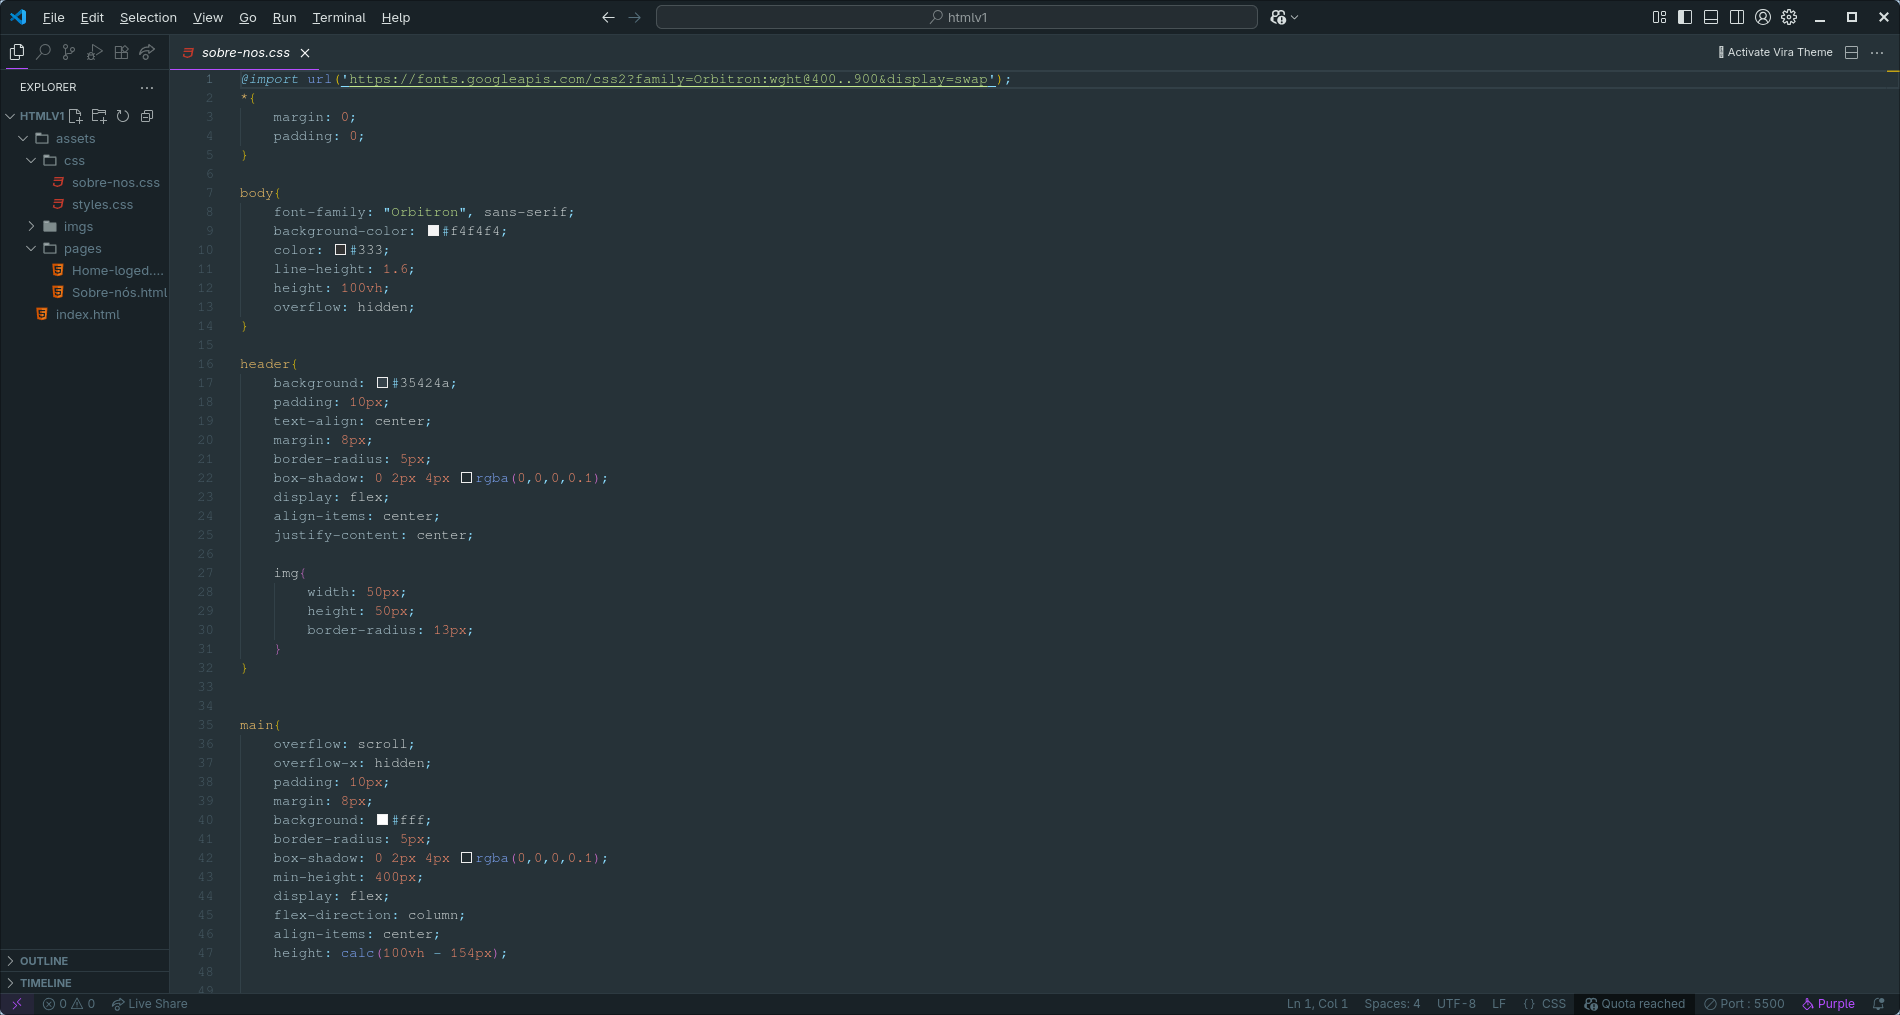 File Edit Selection View Go Run Terminal Help
htmlv1
sobre-nos.css
Activate Vira Theme
EXPLORER
HTMLV1
assets
css
sobre-nos.css
styles.css
imgs
pages
Home-loged....
Sobre-nós.html
index.html
OUTLINE
TIMELINE
1 @import url('https://fonts.googleapis.com/css2?family=Orbitron:wght@400..900&display=swap');
2 *{
3     margin: 0;
4     padding: 0;
5 }
6
7 body{
8     font-family: "Orbitron", sans-serif;
9     background-color: #f4f4f4;
10     color: #333;
11     line-height: 1.6;
12     height: 100vh;
13     overflow: hidden;
14 }
15
16 header{
17     background: #35424a;
18     padding: 10px;
19     text-align: center;
20     margin: 8px;
21     border-radius: 5px;
22     box-shadow: 0 2px 4px rgba(0,0,0,0.1);
23     display: flex;
24     align-items: center;
25     justify-content: center;
26
27     img{
28         width: 50px;
29         height: 50px;
30         border-radius: 13px;
31     }
32 }
33
34
35 main{
36     overflow: scroll;
37     overflow-x: hidden;
38     padding: 10px;
39     margin: 8px;
40     background: #fff;
41     border-radius: 5px;
42     box-shadow: 0 2px 4px rgba(0,0,0,0.1);
43     min-height: 400px;
44     display: flex;
45     flex-direction: column;
46     align-items: center;
47     height: calc(100vh - 154px);
48
49
0 0 Live Share
Ln 1, Col 1 Spaces: 4 UTF-8 LF {} CSS Quota reached Port : 5500 Purple